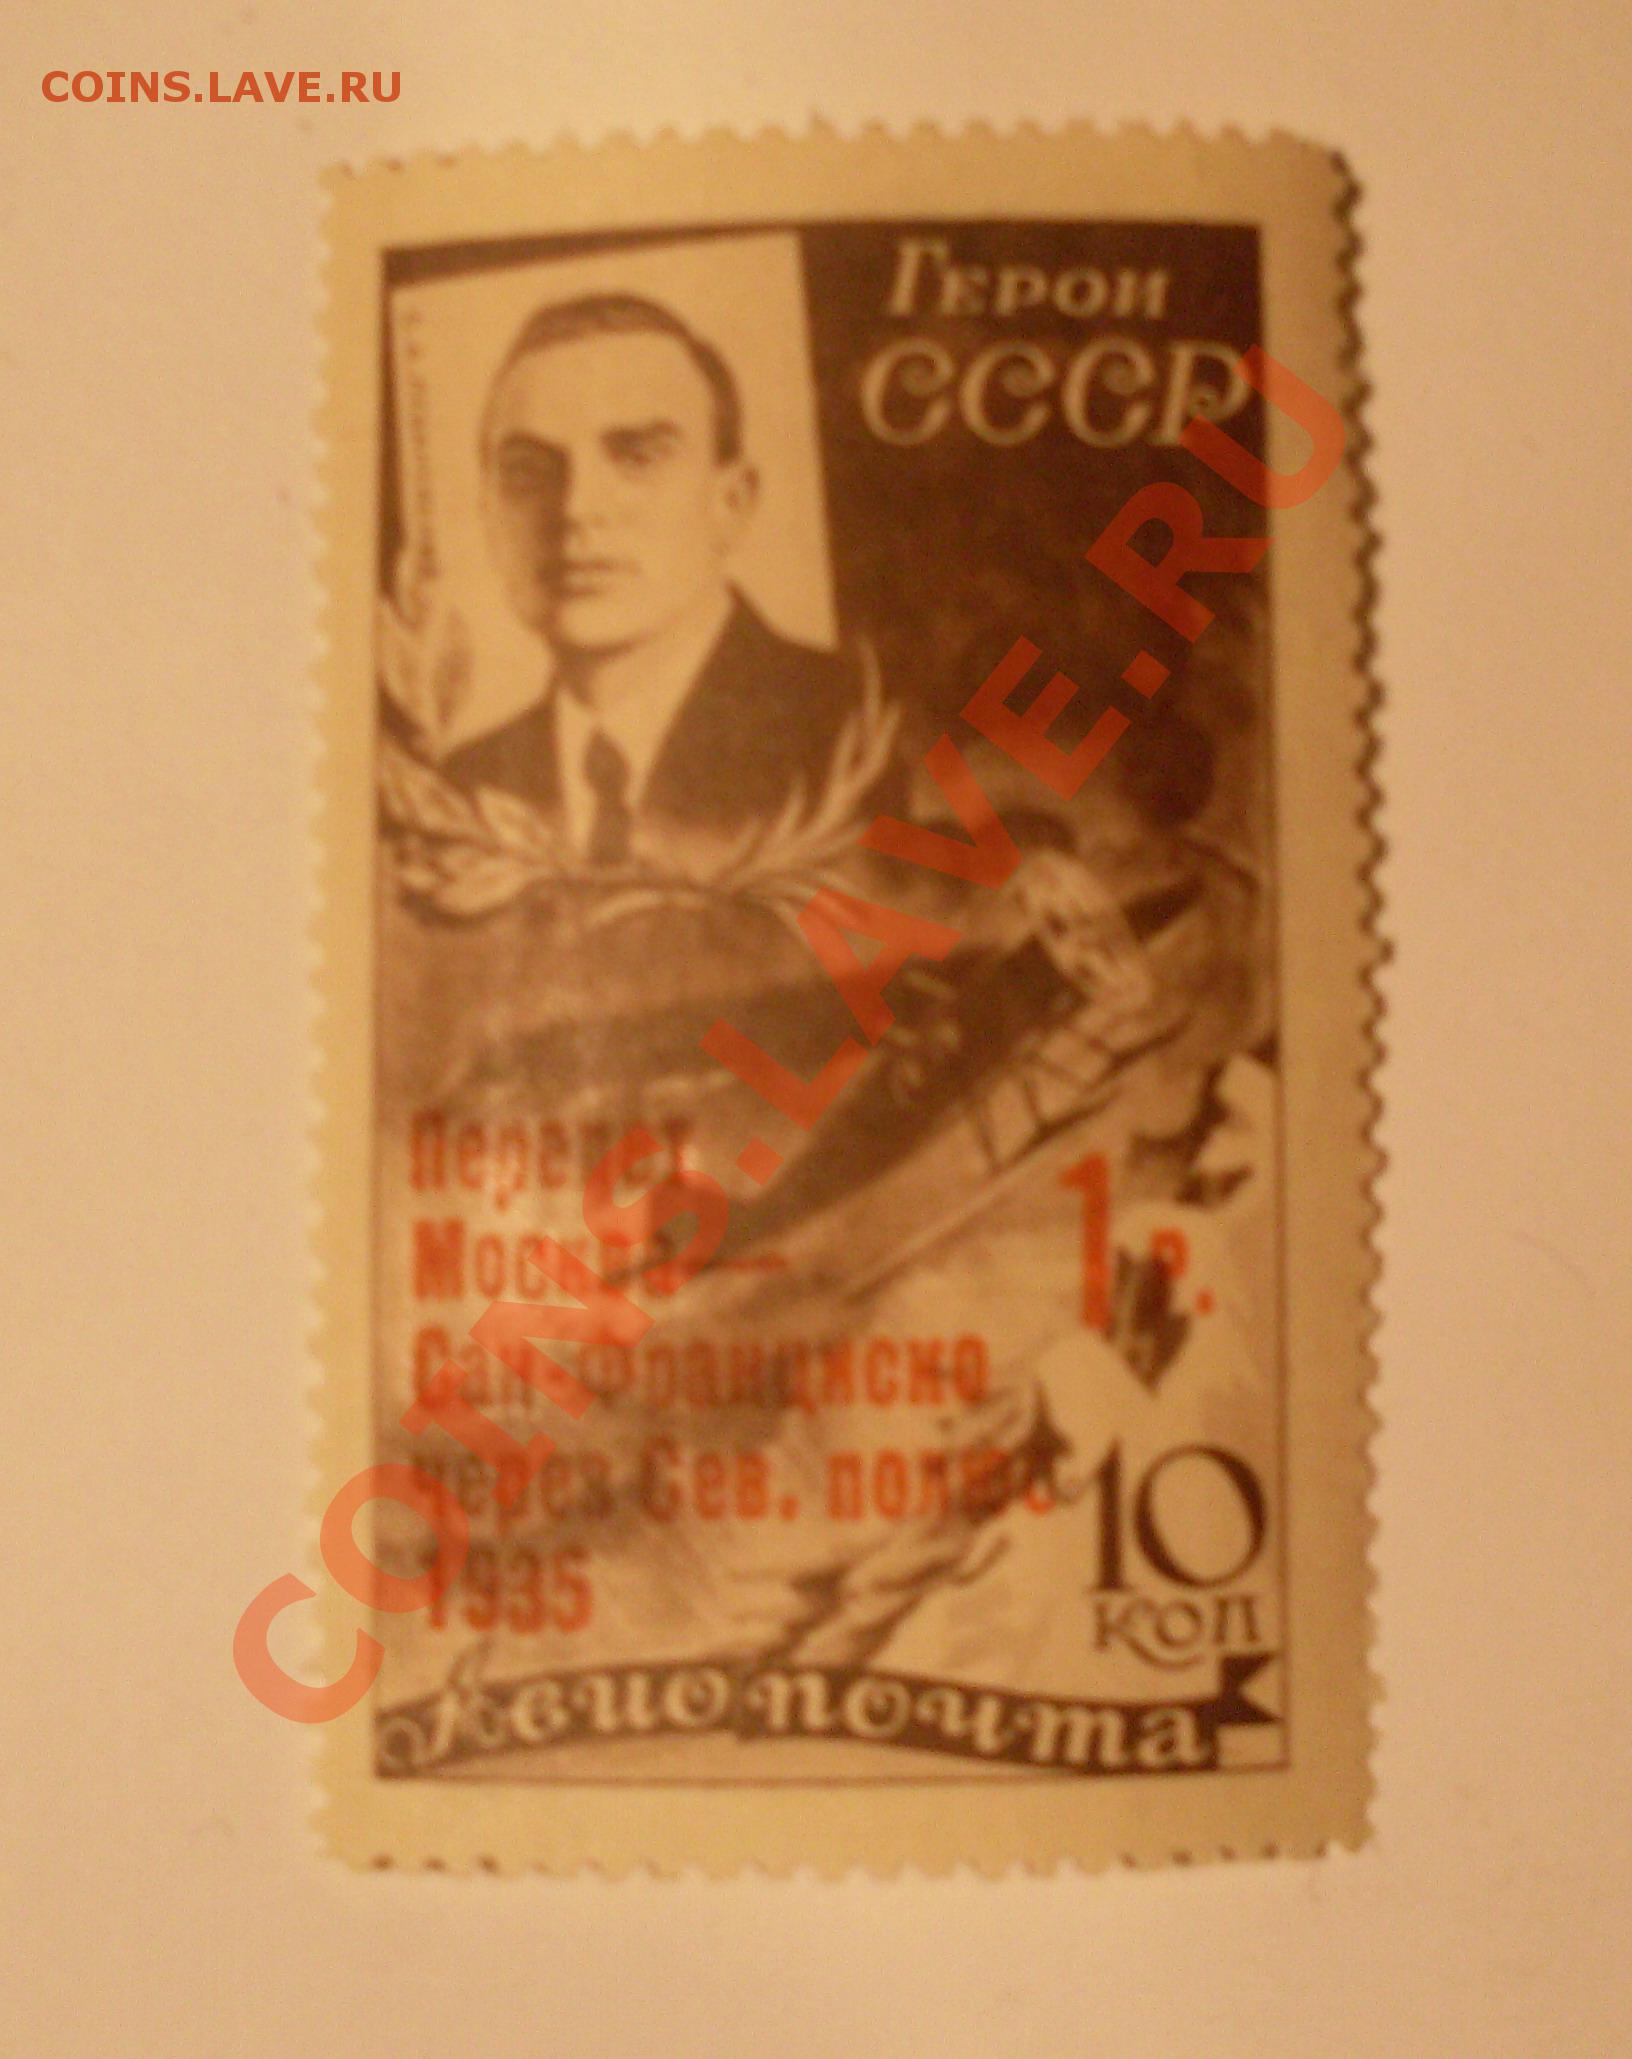 COINS.LAVE.RU
Герои
СССР
COINS.LAVE.RU
Перелет
Москва—
Сан-Франциско
через Сев. полюс
1935
1 р.
10
коп
Авиопочта